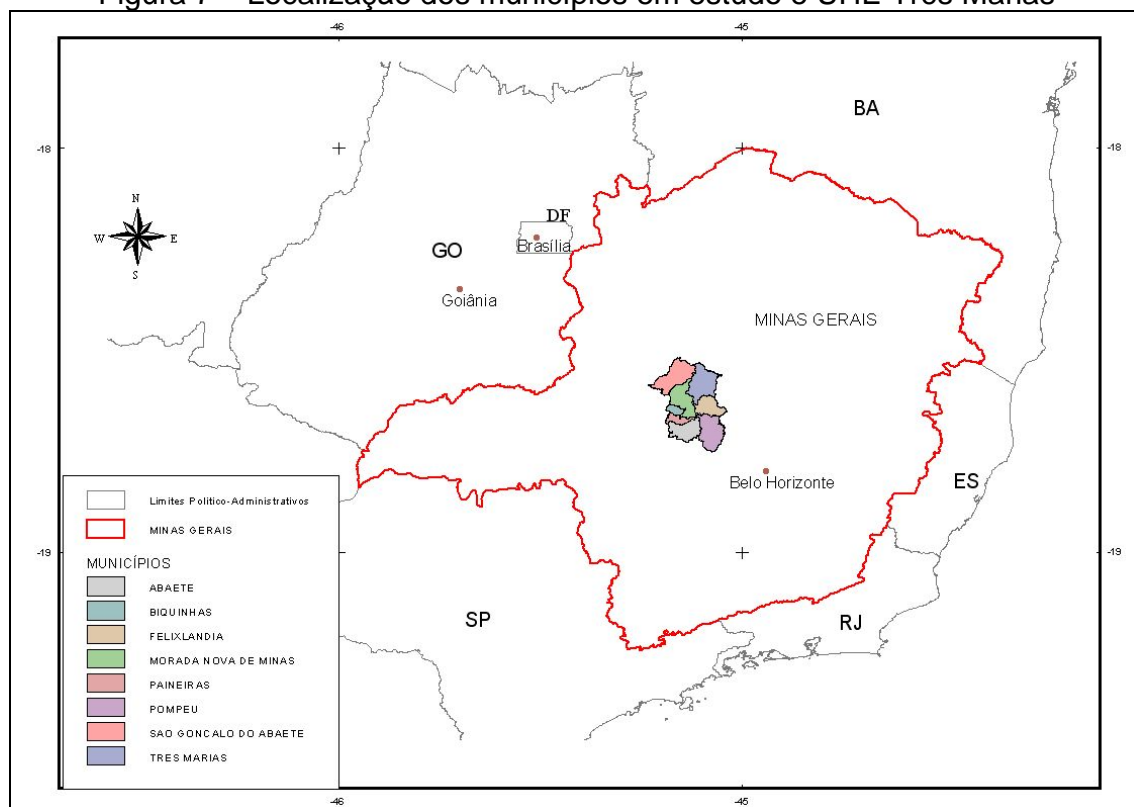 Figura 7 – Localização dos municípios em estudo e UHE Três Marias
-46
-45
BA
-18
-18
N
W
E
S
DF
Brasília
GO
Goiânia
MINAS GERAIS
Belo Horizonte
ES
-19
-19
SP
RJ
Limites Político-Administrativos
MINAS GERAIS
MUNICÍPIOS
ABAETE
BIQUINHAS
FELIXLANDIA
MORADA NOVA DE MINAS
PAINEIRAS
POMPEU
SAO GONCALO DO ABAETE
TRES MARIAS
-46
-45